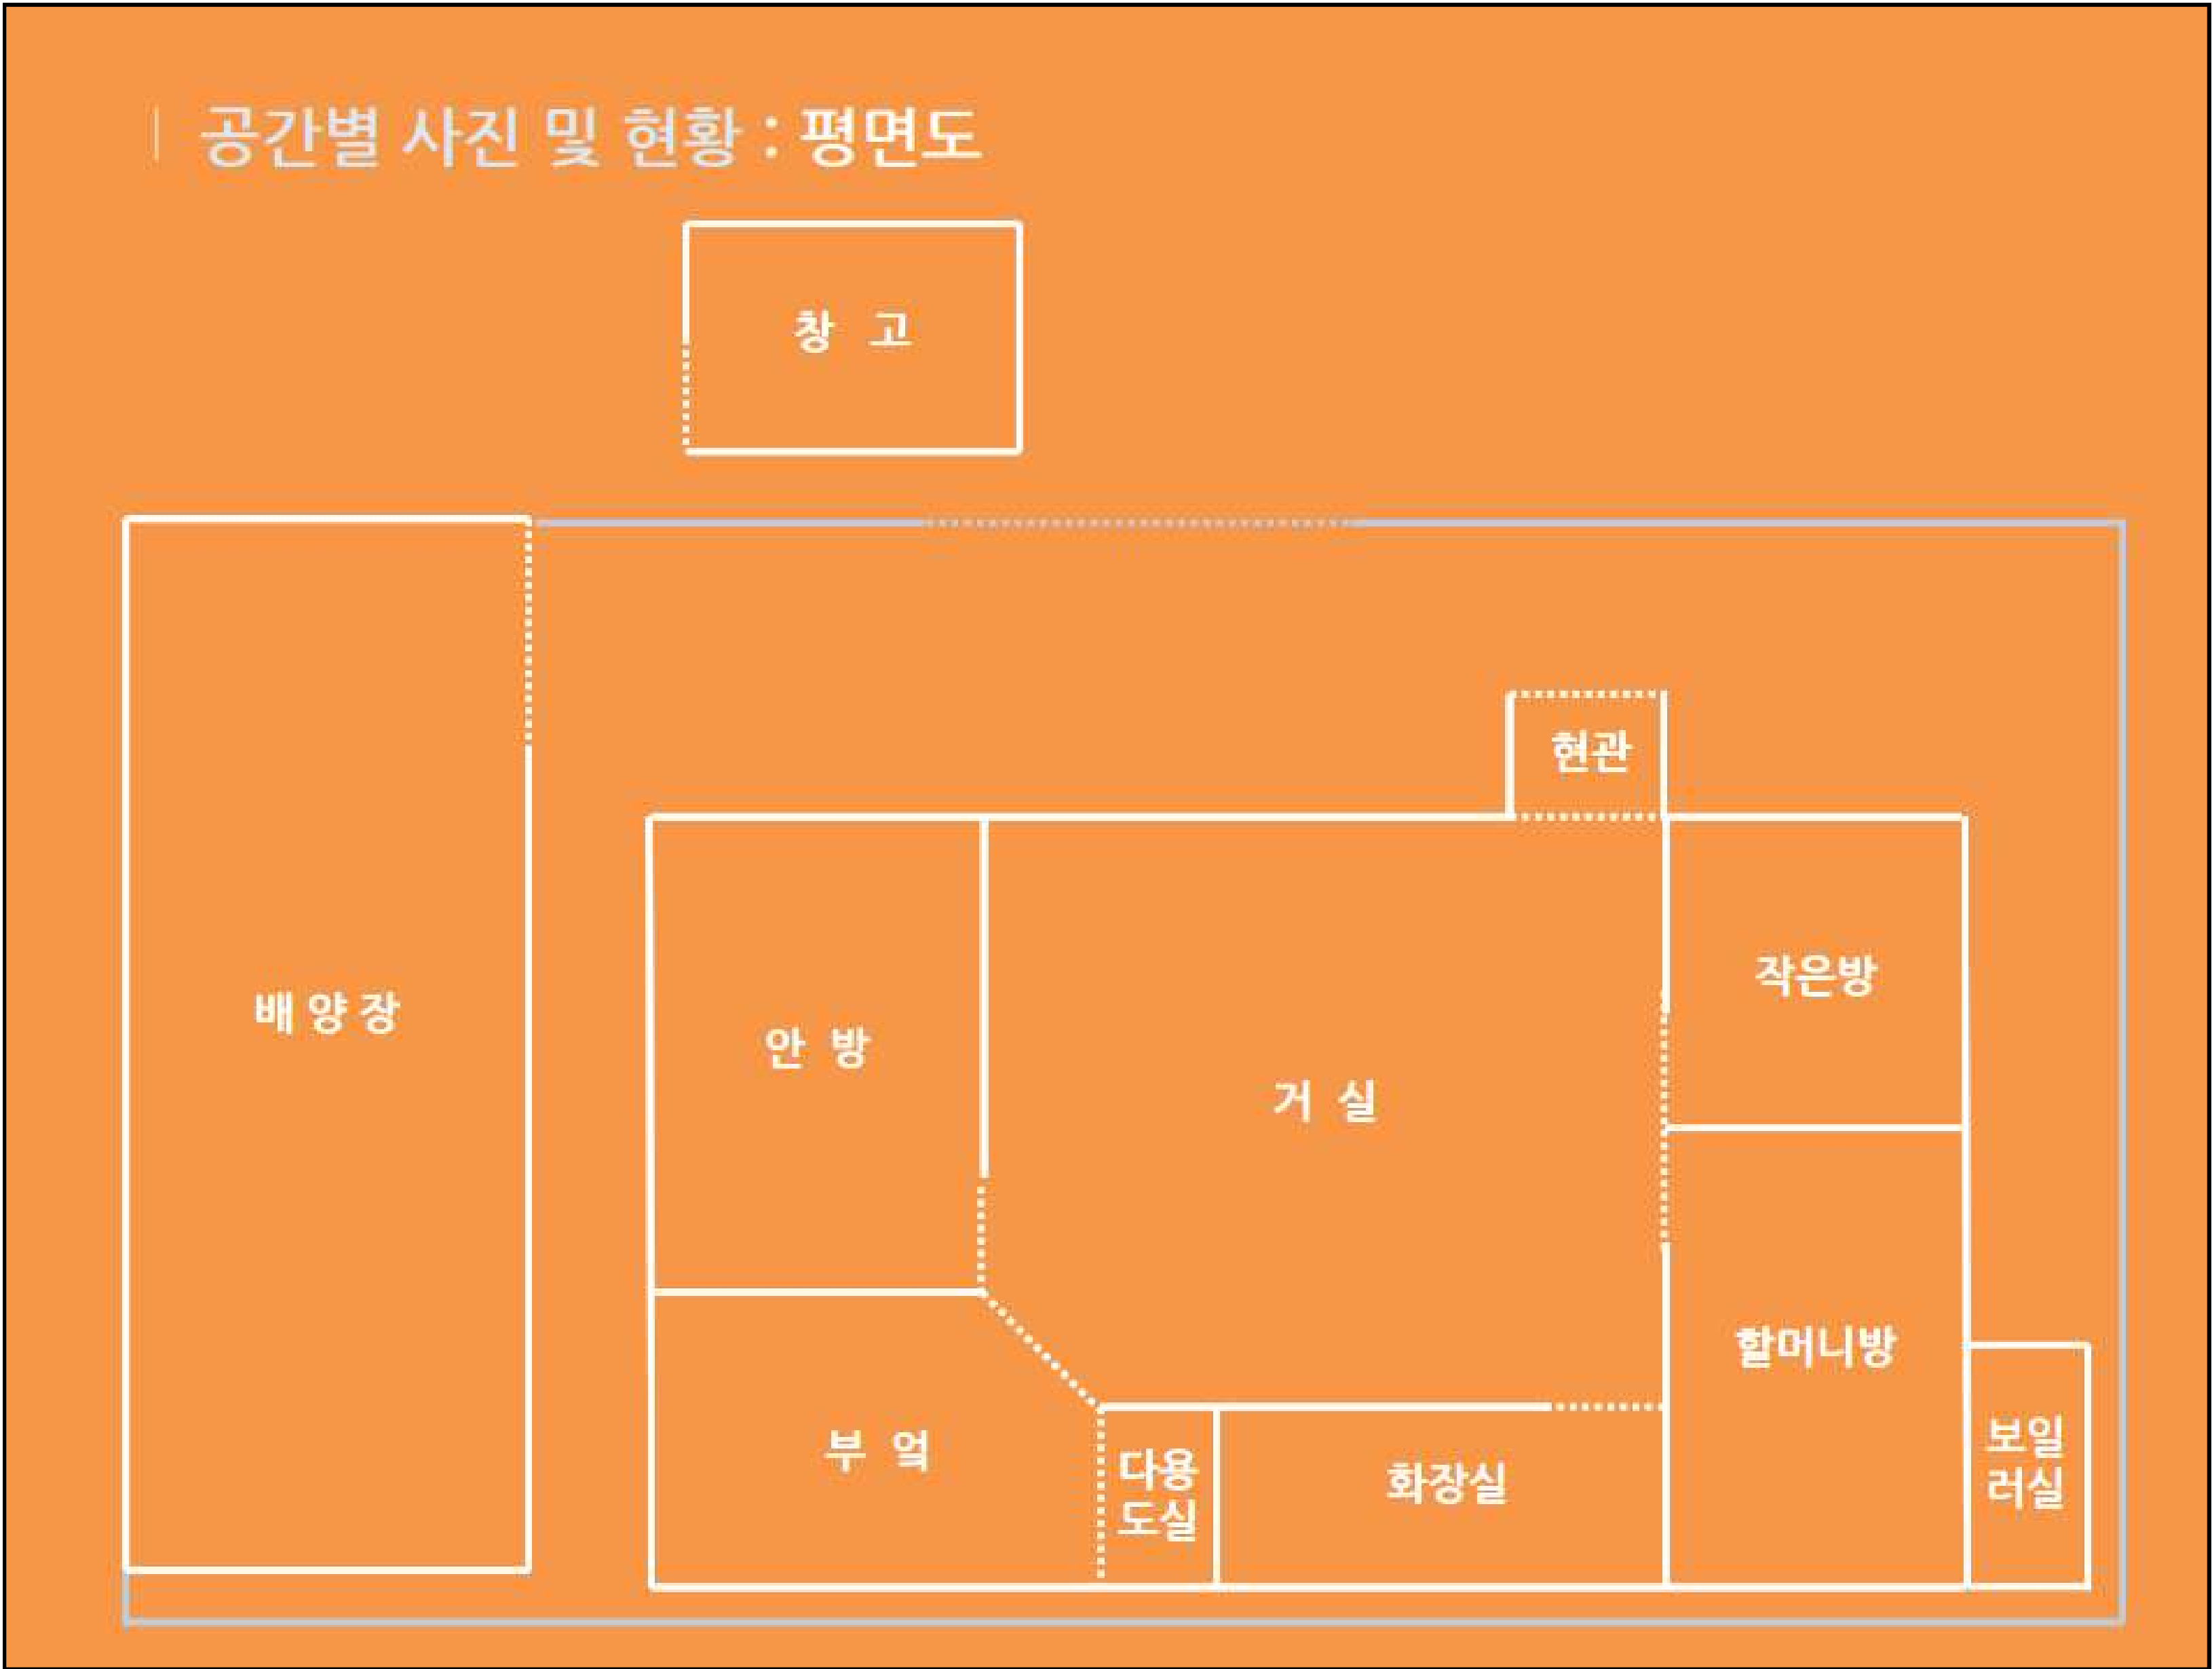 공간별 사진 및 현황 : 평면도
창 고
현관
작은방
배 양 장
안 방
거 실
할머니방
부 엌
다용
도실
화장실
보일
러실